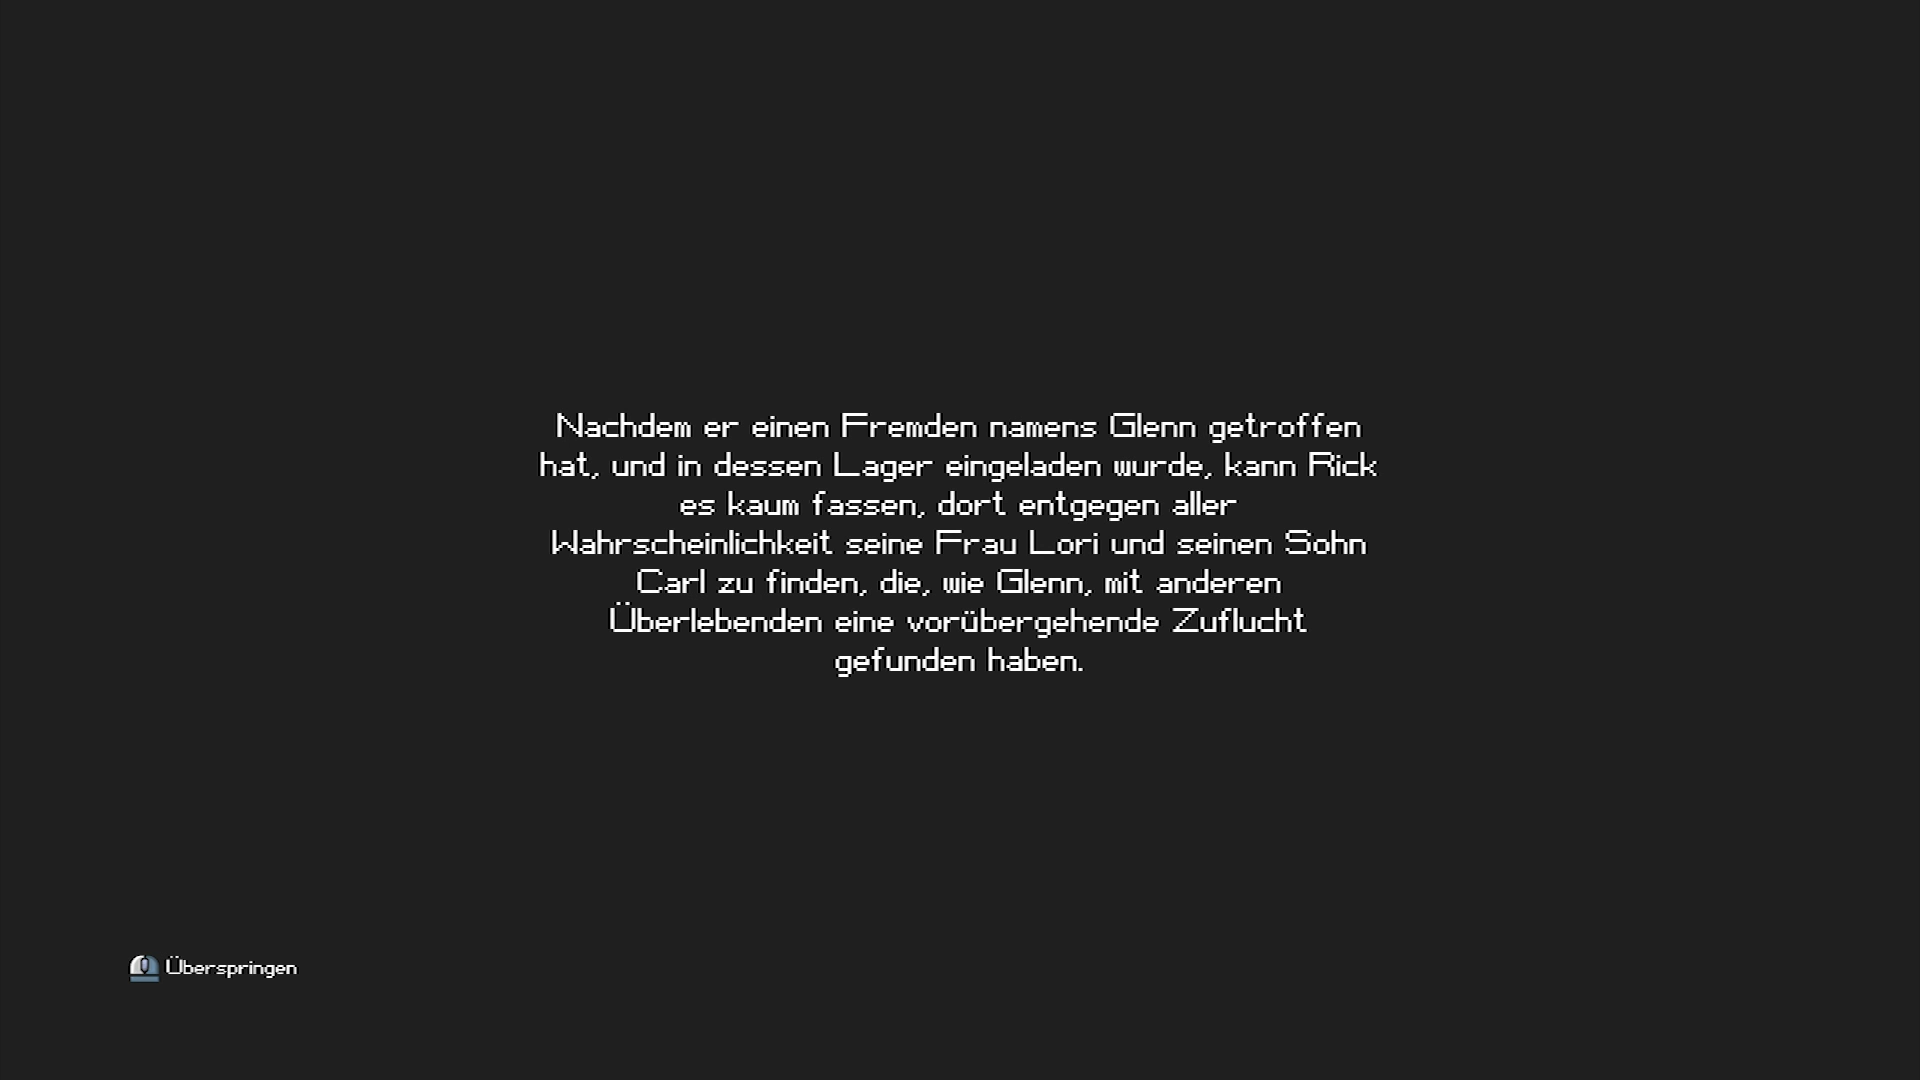 Nachdem er einen Fremden namens Glenn getroffen
hat, und in dessen Lager eingeladen wurde, kann Rick
es kaum fassen, dort entgegen aller
Wahrscheinlichkeit seine Frau Lori und seinen Sohn
Carl zu finden, die, wie Glenn, mit anderen
Überlebenden eine vorübergehende Zuflucht
gefunden haben.
Überspringen